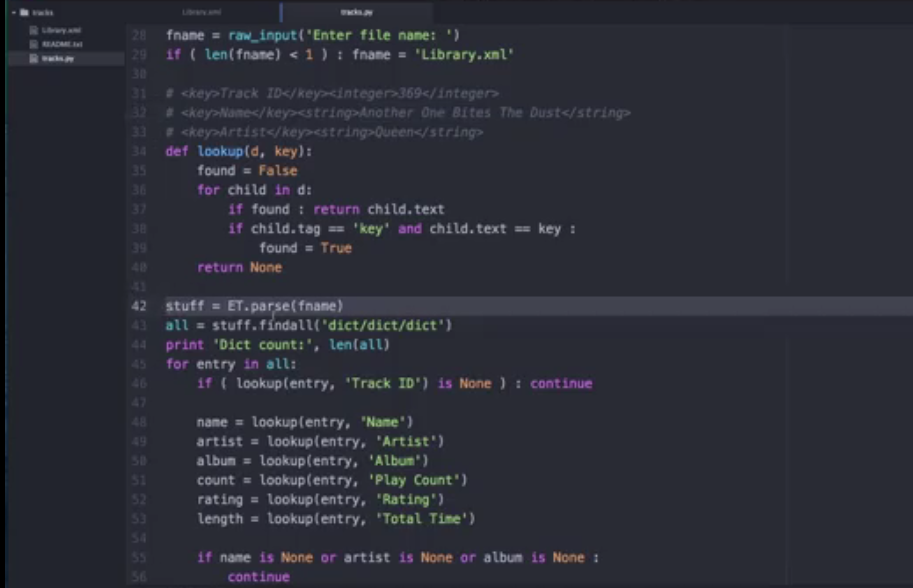 tracks
Library.xml
README.txt
tracks.py
Library.xml
tracks.py
28 fname = raw_input('Enter file name: ')
29 if ( len(fname) < 1 ) : fname = 'Library.xml'
30
31 # <key>Track ID</key><integer>369</integer>
32 # <key>Name</key><string>Another One Bites The Dust</string>
33 # <key>Artist</key><string>Queen</string>
34 def lookup(d, key):
35     found = False
36     for child in d:
37         if found : return child.text
38         if child.tag == 'key' and child.text == key :
39             found = True
40     return None
41
42 stuff = ET.parse(fname)
43 all = stuff.findall('dict/dict/dict')
44 print 'Dict count:', len(all)
45 for entry in all:
46     if ( lookup(entry, 'Track ID') is None ) : continue
47
48     name = lookup(entry, 'Name')
49     artist = lookup(entry, 'Artist')
50     album = lookup(entry, 'Album')
51     count = lookup(entry, 'Play Count')
52     rating = lookup(entry, 'Rating')
53     length = lookup(entry, 'Total Time')
54
55     if name is None or artist is None or album is None :
56         continue